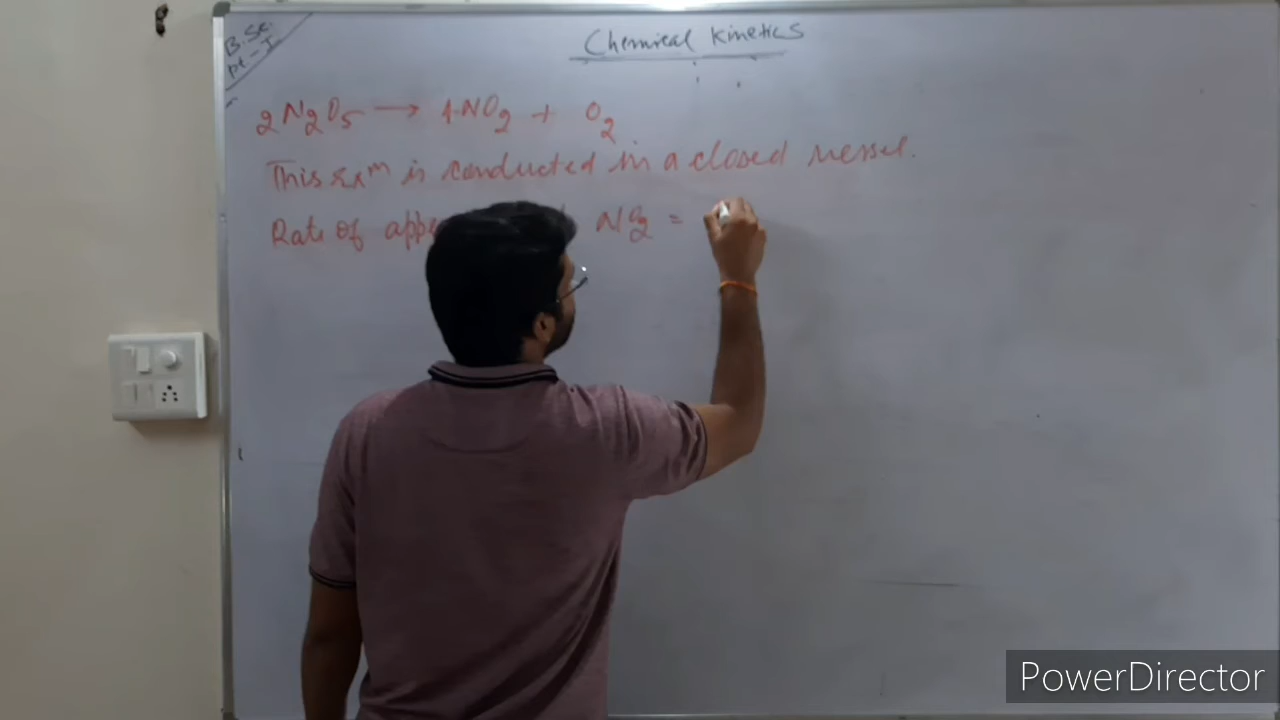 B.Sc.
pt-I
Chemical Kinetics
2N2O5 → 4NO2 + O2
This rxn is conducted in a closed vessel.
Rate of appe NO2 =
PowerDirector